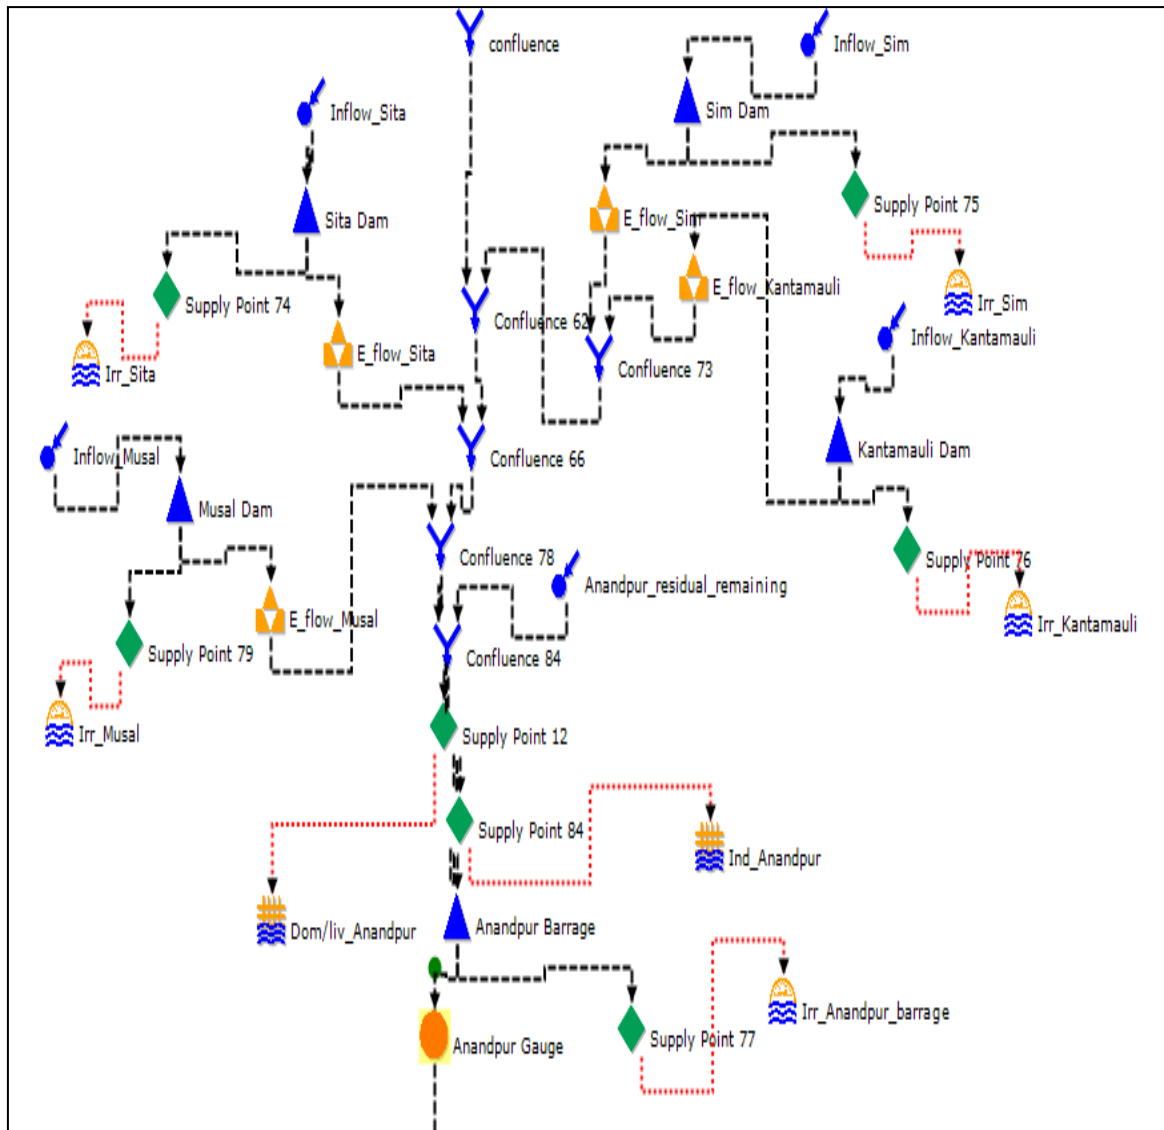 confluence
Inflow_Sim
Sim Dam
Inflow_Sita
Supply Point 75
Sita Dam
E_flow_Sim
E_flow_Kantamauli
Supply Point 74
Irr_Sim
Confluence 62
Inflow_Kantamauli
E_flow_Sita
Confluence 73
Irr_Sita
Kantamauli Dam
Inflow_Musal
Confluence 66
Musal Dam
Confluence 78
Supply Point 76
Anandpur_residual_remaining
E_flow_Musal
Irr_Kantamauli
Supply Point 79
Confluence 84
Irr_Musal
Supply Point 12
Supply Point 84
Ind_Anandpur
Dom/liv_Anandpur
Anandpur Barrage
Irr_Anandpur_barrage
Supply Point 77
Anandpur Gauge